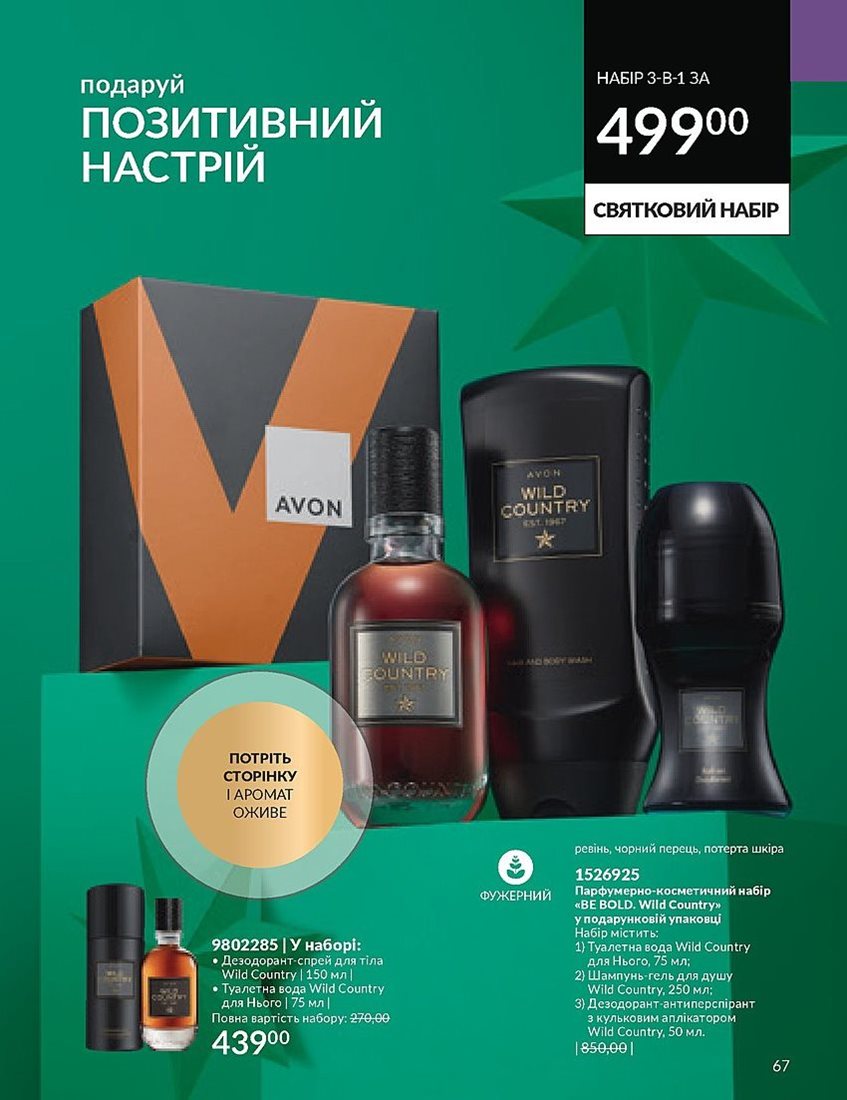 подаруй
ПОЗИТИВНИЙ
НАСТРІЙ
НАБІР 3-В-1 ЗА
499⁰⁰
СВЯТКОВИЙ НАБІР
AVON
AVON
WILD
COUNTRY
EST. 1967
HAIR AND BODY WASH
WILD
COUNTRY
WILD
COUNTRY
ПОТРІТЬ
СТОРІНКУ
І АРОМАТ
ОЖИВЕ
ФУЖЕРНИЙ
ревінь, чорний перець, потерта шкіра
1526925
Парфумерно-косметичний набір
«BE BOLD. Wild Country»
у подарунковій упаковці
Набір містить:
1) Туалетна вода Wild Country
для Нього, 75 мл;
2) Шампунь-гель для душу
Wild Country, 250 мл;
3) Дезодорант-антиперспірант
з кульковим аплікатором
Wild Country, 50 мл.
| 850,00 |
WILD
COUNTRY
9802285 | У наборі:
• Дезодорант-спрей для тіла
Wild Country | 150 мл |
• Туалетна вода Wild Country
для Нього | 75 мл |
Повна вартість набору: 270,00
439⁰⁰
67